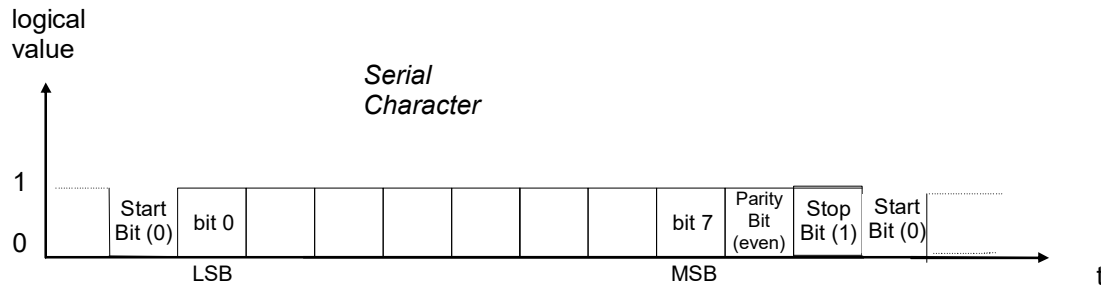 logical
value
Serial
Character
1
0
Start
Bit (0)
bit 0
bit 7
Parity
Bit
(even)
Stop
Bit (1)
Start
Bit (0)
LSB
MSB
t